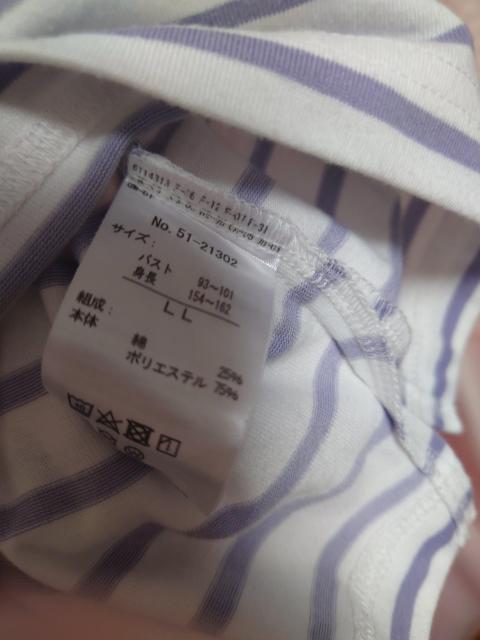 No. 51-21302
サイズ:
バスト 93~101
身長 154~162
LL
組成:
本体
綿 25%
ポリエステル 75%